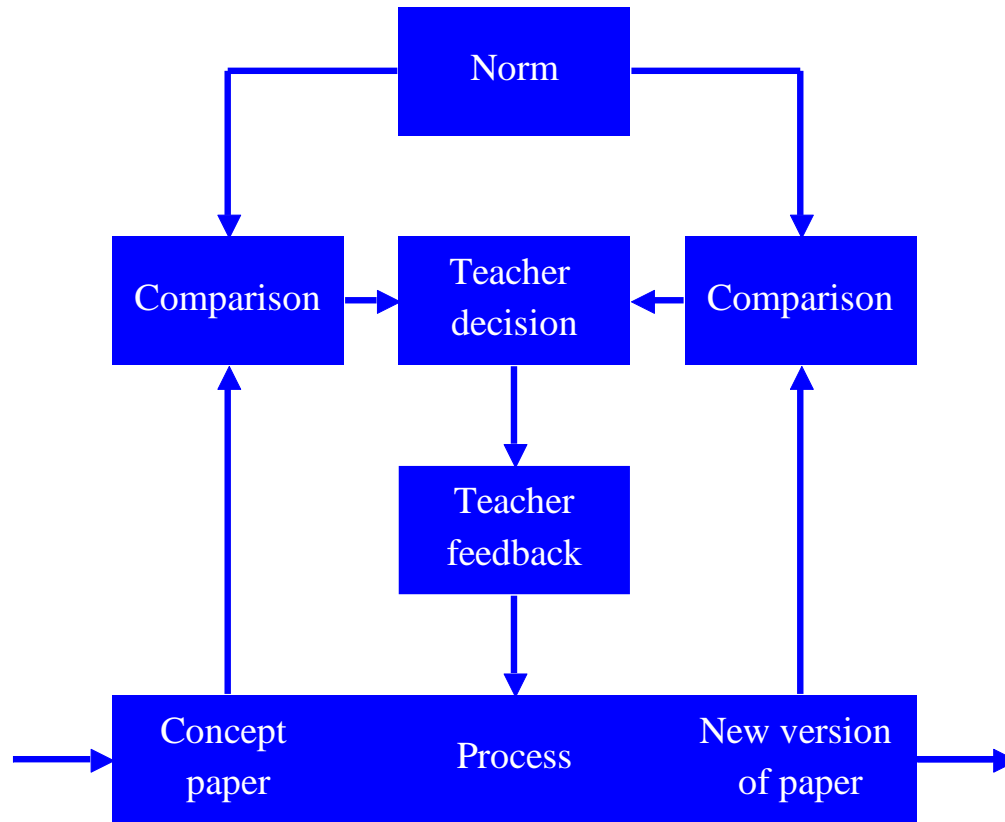 Norm
Comparison
Teacher
decision
Comparison
Teacher
feedback
Concept
paper
Process
New version
of paper